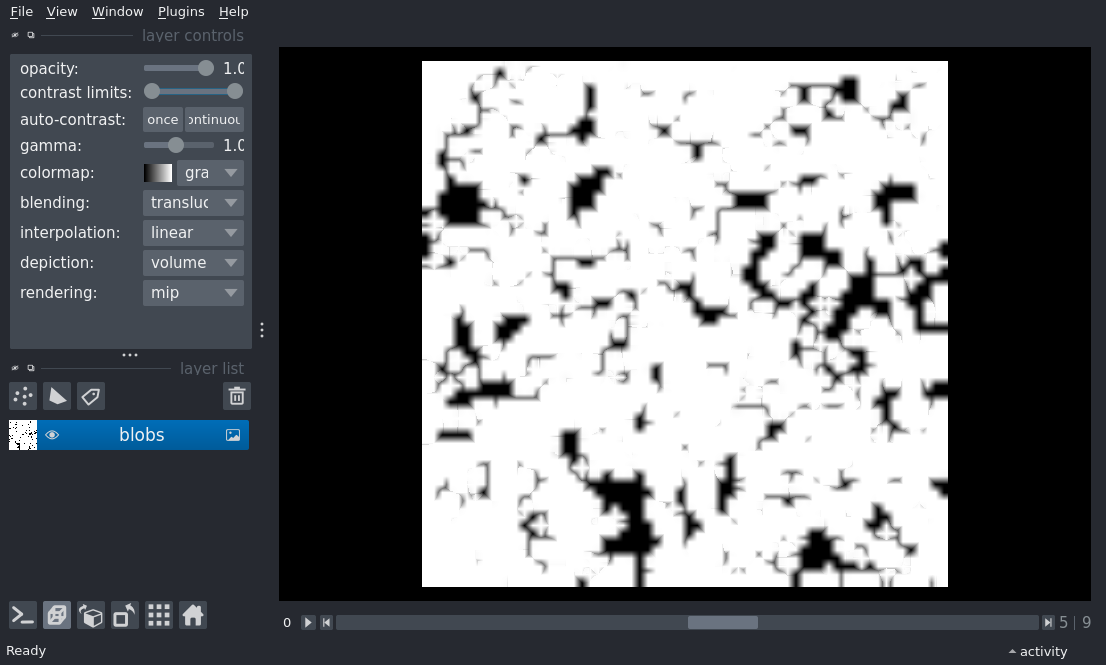 File View Window Plugins Help
layer controls
opacity: 1.0
contrast limits:
auto-contrast: once ontinuou
gamma: 1.0
colormap: gra
blending: transluc
interpolation: linear
depiction: volume
rendering: mip
layer list
blobs
0 5 | 9
Ready activity